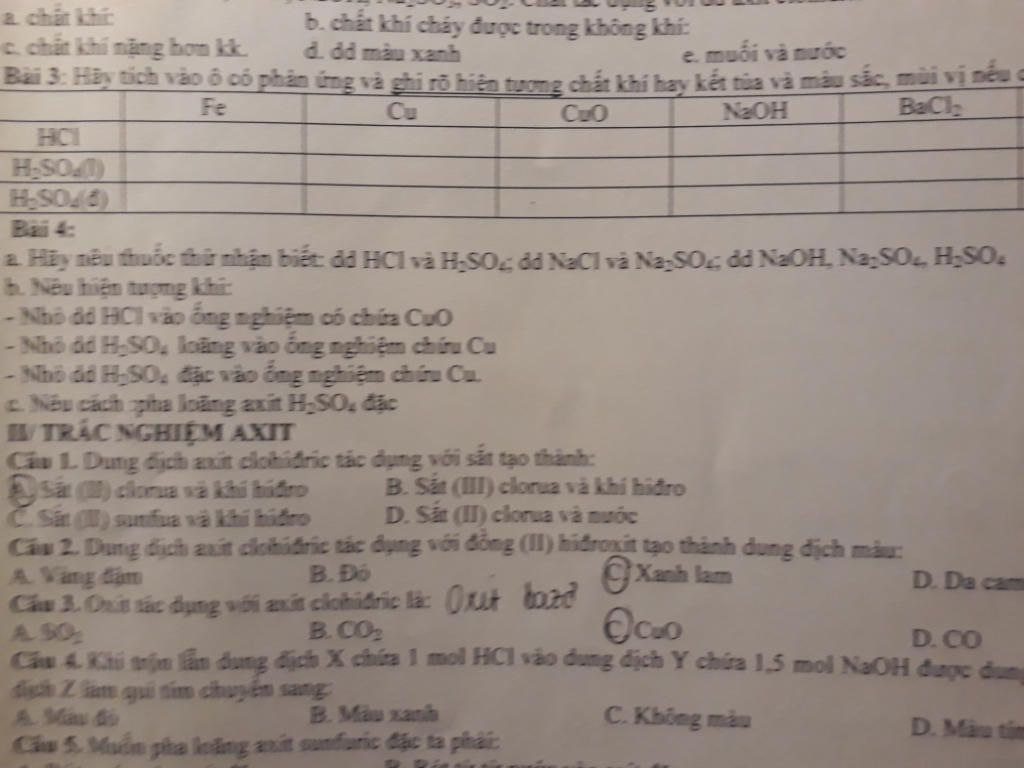 a. chất khí: b. chất khí cháy được trong không khí:
c. chất khí nặng hơn kk. d. dd màu xanh e. muối và nước
Bài 3: Hãy tích vào ô có phản ứng và ghi rõ hiện tượng chất khí hay kết tủa và màu sắc, mùi vị nếu
Fe Cu CuO NaOH BaCl₂
HCl
H₂SO₄(l)
H₂SO₄(đ)
Bài 4:
a. Hãy nêu thuốc thử nhận biết: dd HCl và H₂SO₄; dd NaCl và Na₂SO₄; dd NaOH, Na₂SO₄, H₂SO₄
b. Nêu hiện tượng khi:
- Nhỏ dd HCl vào ống nghiệm có chứa CuO
- Nhỏ dd H₂SO₄ loãng vào ống nghiệm chứa Cu
- Nhỏ dd H₂SO₄ đặc vào ống nghiệm chứa Cu.
c. Nêu cách pha loãng axit H₂SO₄ đặc
II/ TRẮC NGHIỆM AXIT
Câu 1. Dung dịch axit clohiđric tác dụng với sắt tạo thành:
A. Sắt (II) clorua và khí hiđro B. Sắt (III) clorua và khí hiđro
C. Sắt (II) sunfua và khí hiđro D. Sắt (II) clorua và nước
Câu 2. Dung dịch axit clohiđric tác dụng với đồng (II) hiđroxit tạo thành dung dịch màu:
A. Vàng đậm B. Đỏ C. Xanh lam D. Da cam
Câu 3. Oxit tác dụng với axit clohiđric là: Oxit bazơ
A. SO₂ B. CO₂ C. CuO D. CO
Câu 4. Khi trộn lẫn dung dịch X chứa 1 mol HCl vào dung dịch Y chứa 1,5 mol NaOH được dung
dịch Z làm quì tím chuyển sang:
A. Màu đỏ B. Màu xanh C. Không màu D. Màu tím
Câu 5. Muốn pha loãng axit sunfuric đặc ta phải: